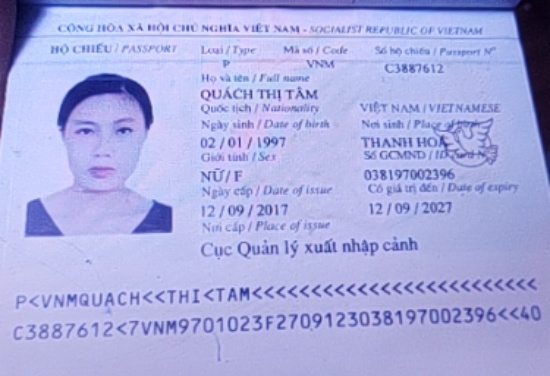 CỘNG HÒA XÃ HỘI CHỦ NGHĨA VIỆT NAM - SOCIALIST REPUBLIC OF VIETNAM
HỘ CHIẾU / PASSPORT Loại / Type Mã số / Code Số hộ chiếu / Passport Nº
P VNM C3887612
Họ và tên / Full name
QUÁCH THỊ TÂM
Quốc tịch / Nationality VIỆT NAM / VIETNAMESE
Ngày sinh / Date of birth Nơi sinh / Place of birth
02 / 01 / 1997 THANH HOÁ
Giới tính / Sex Số GCMND / ID card Nº
NỮ / F 038197002396
Ngày cấp / Date of issue Có giá trị đến / Date of expiry
12 / 09 / 2017 12 / 09 / 2027
Nơi cấp / Place of issue
Cục Quản lý xuất nhập cảnh
P<VNMQUACH<<THI<TAM<<<<<<<<<<<<<<<<<<<<<<<<<
C3887612<7VNM9701023F2709123038197002396<<40